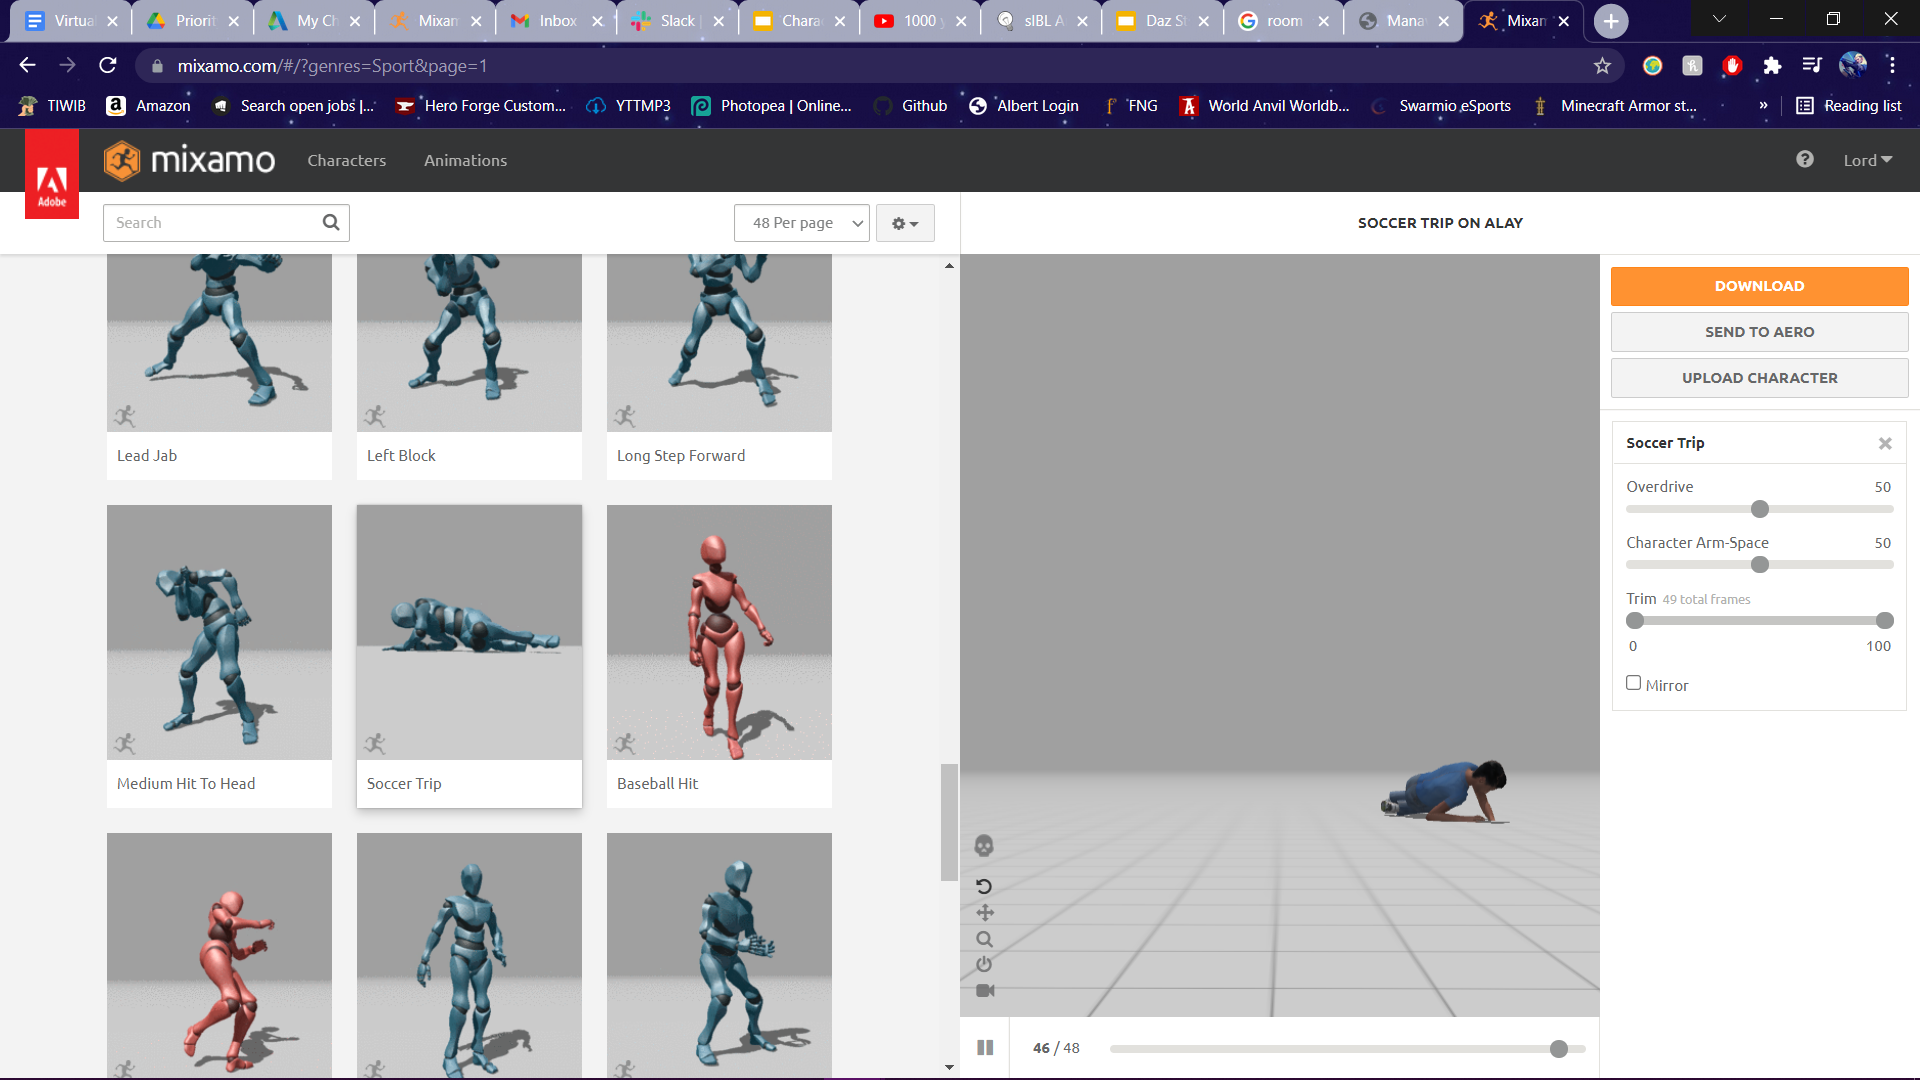 Virtua Priorit My Ch Mixam Inbox Slack Charac 1000 y sIBL A Daz St room Mana Mixam
mixamo.com/#/?genres=Sport&page=1
TIWIB Amazon Search open jobs |... Hero Forge Custom... YTTMP3 Photopea | Online... Github Albert Login FNG World Anvil Worldb... Swarmio eSports Minecraft Armor st... » Reading list
Adobe mixamo Characters Animations Lord
Search 48 Per page SOCCER TRIP ON ALAY
DOWNLOAD
SEND TO AERO
UPLOAD CHARACTER
Lead Jab Left Block Long Step Forward
Soccer Trip
Overdrive 50
Character Arm-Space 50
Trim 49 total frames
0 100
Mirror
Medium Hit To Head Soccer Trip Baseball Hit
46 / 48